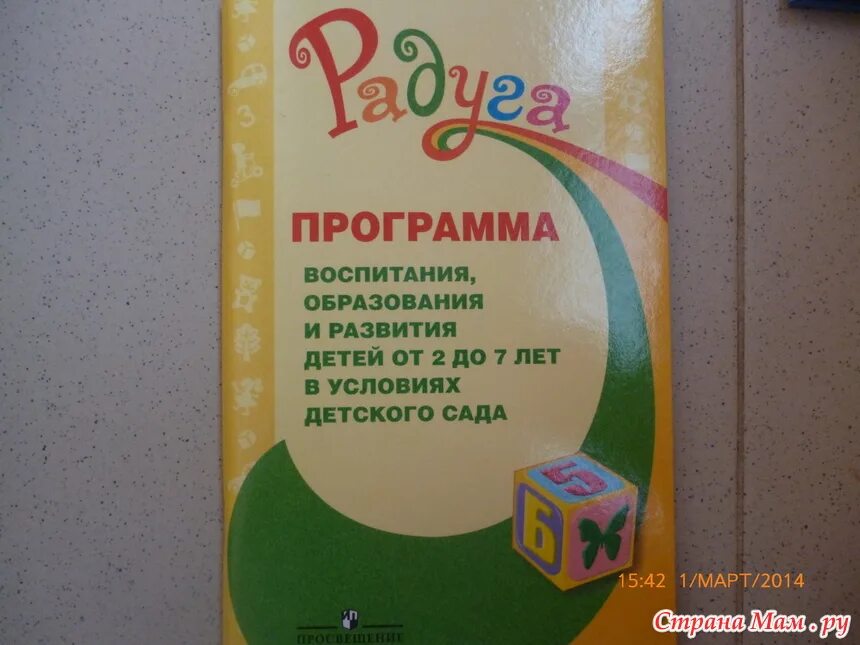 Радуга
ПРОГРАММА
ВОСПИТАНИЯ,
ОБРАЗОВАНИЯ
И РАЗВИТИЯ
ДЕТЕЙ ОТ 2 ДО 7 ЛЕТ
В УСЛОВИЯХ
ДЕТСКОГО САДА
5
Б
ПРОСВЕЩЕНИЕ
15:42 1/МАРТ/2014
Страна Мам.ру